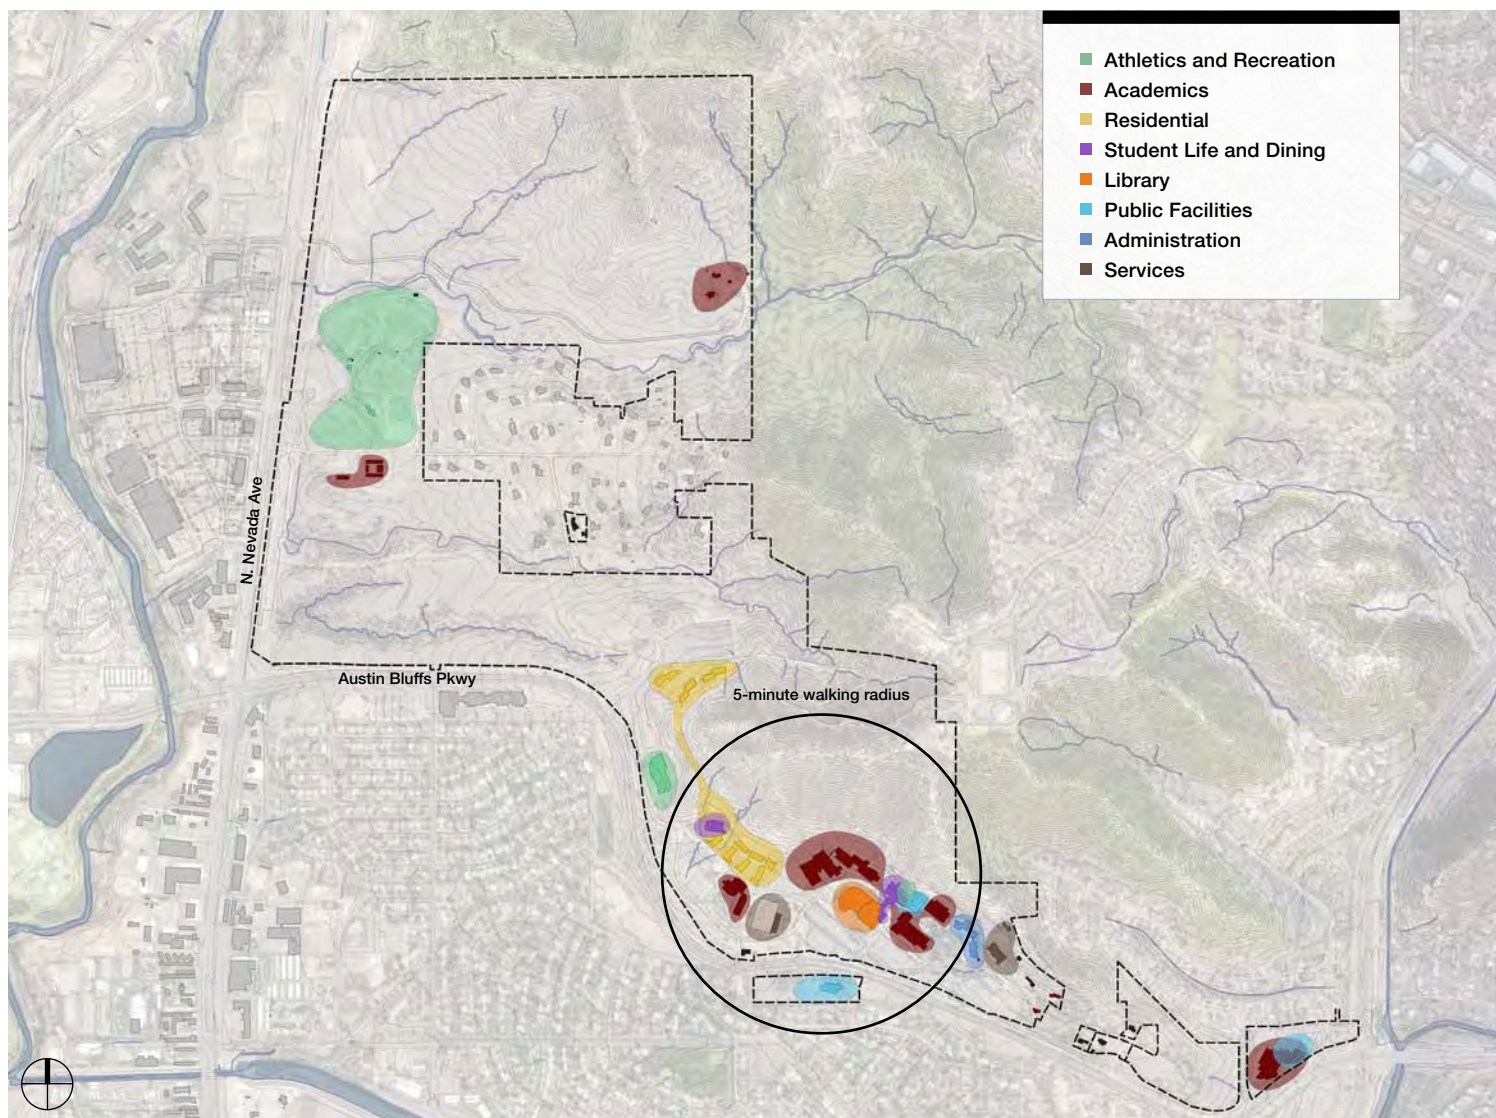 Athletics and Recreation
Academics
Residential
Student Life and Dining
Library
Public Facilities
Administration
Services
N. Nevada Ave
Austin Bluffs Pkwy
5-minute walking radius